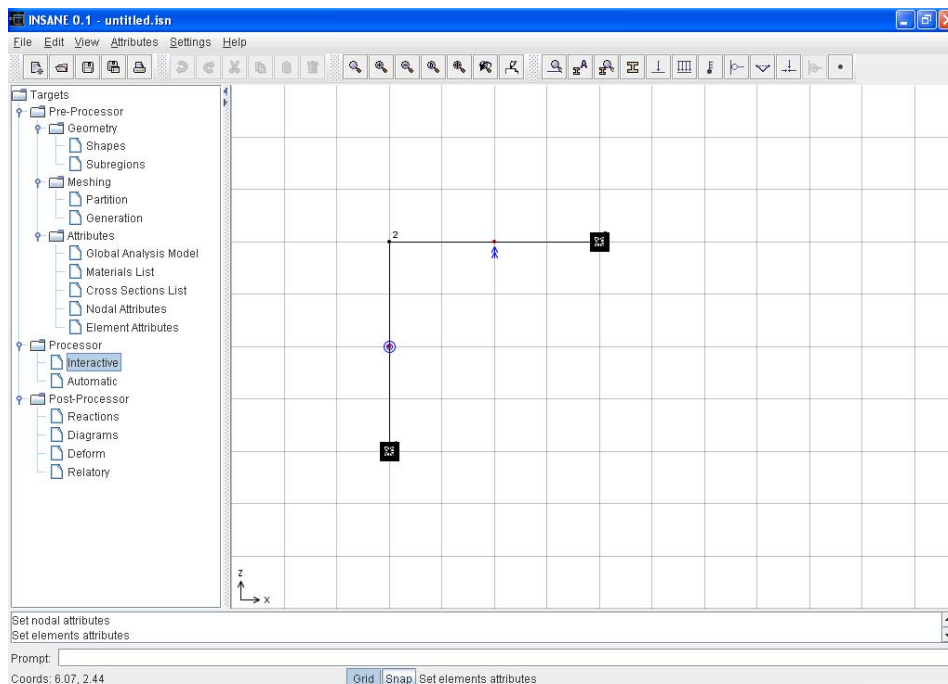 INSANE 0.1 - untitled.isn
File Edit View Attributes Settings Help
Targets
Pre-Processor
Geometry
Shapes
Subregions
Meshing
Partition
Generation
Attributes
Global Analysis Model
Materials List
Cross Sections List
Nodal Attributes
Element Attributes
Processor
Interactive
Automatic
Post-Processor
Reactions
Diagrams
Deform
Relatory
2
z
x
Set nodal attributes
Set elements attributes
Prompt:
Coords: 6.07, 2.44 Grid Snap Set elements attributes